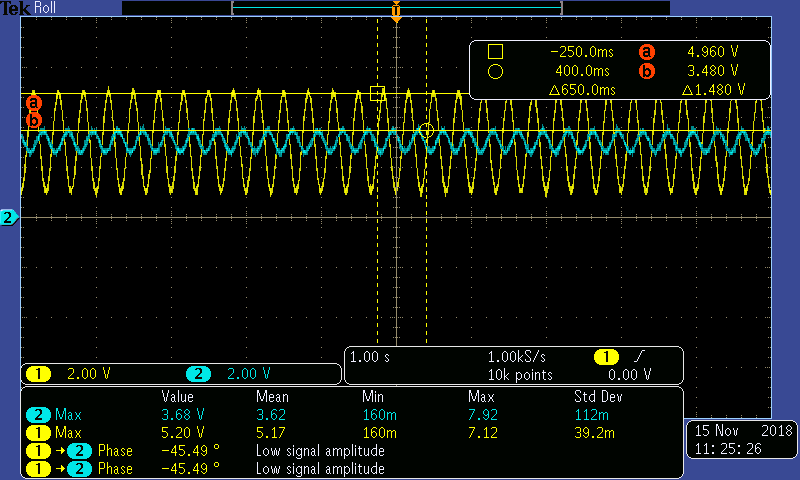 Tek Roll
T
□ -250.0ms a 4.960 V
○ 400.0ms b 3.480 V
△650.0ms △1.480 V
a
b
2
1 2.00 V 2 2.00 V
1.00 s 1.00kS/s 1
10k points 0.00 V
Value Mean Min Max Std Dev
2 Max 3.68 V 3.62 160m 7.92 112m
1 Max 5.20 V 5.17 160m 7.12 39.2m
1 →2 Phase -45.49 ° Low signal amplitude
1 →2 Phase -45.49 ° Low signal amplitude
15 Nov 2018
11:25:26